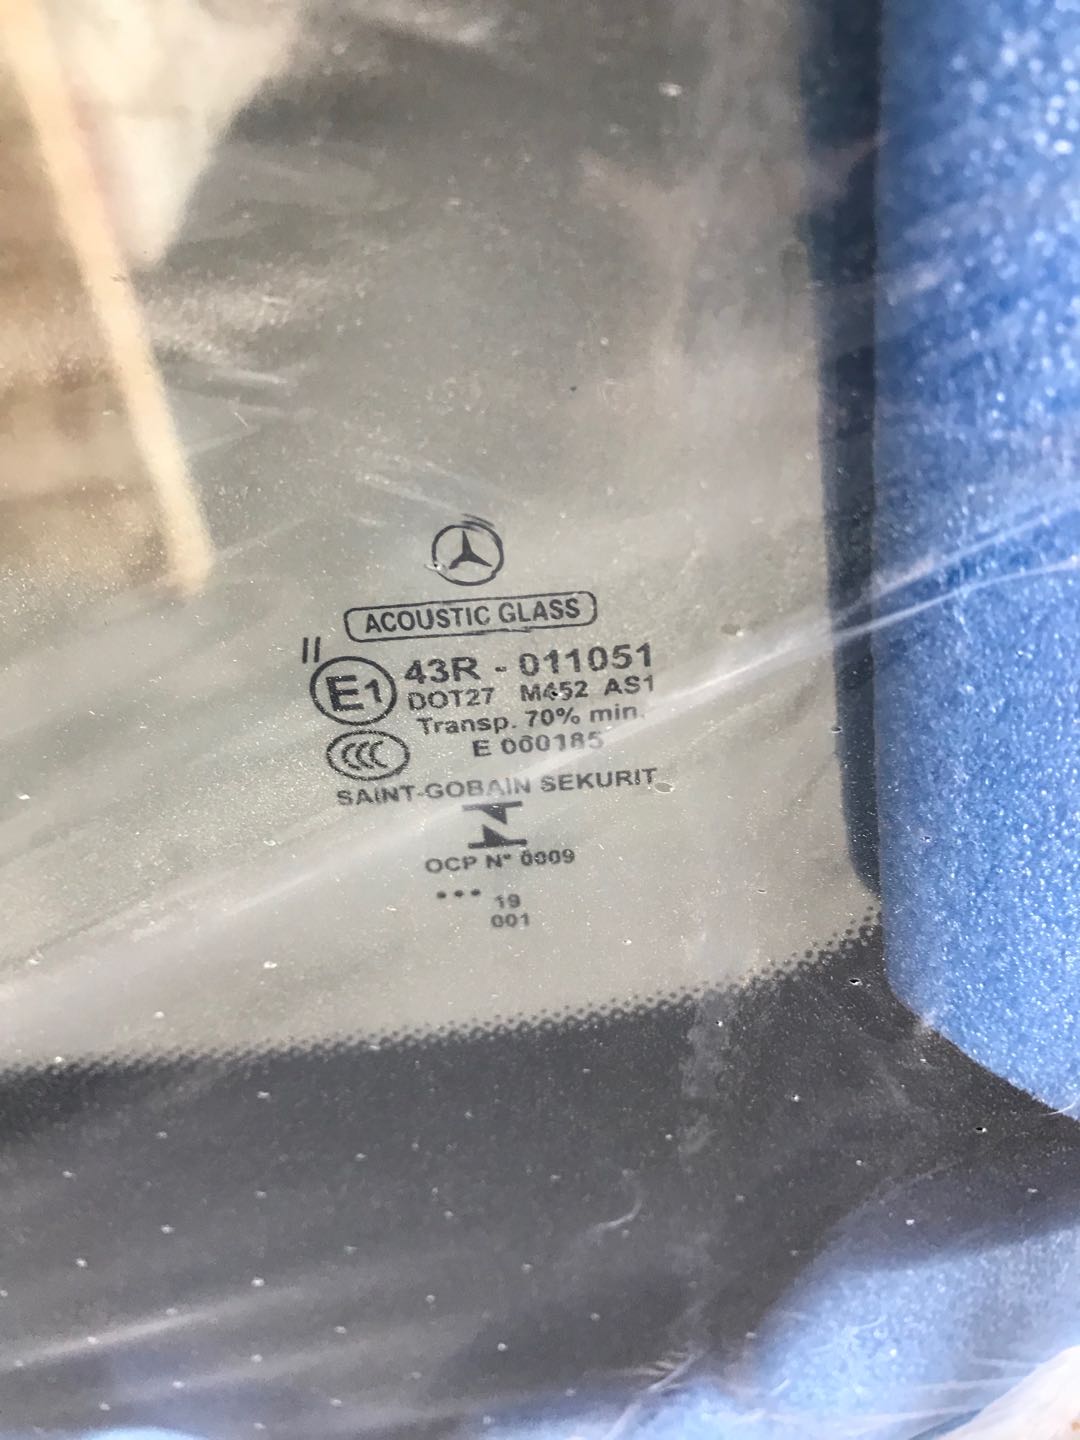 ACOUSTIC GLASS
II
E1 43R - 011051
DOT27 M452 AS1
Transp. 70% min.
CCC E 000185
SAINT-GOBAIN SEKURIT
OCP N° 0009
••• 19
001